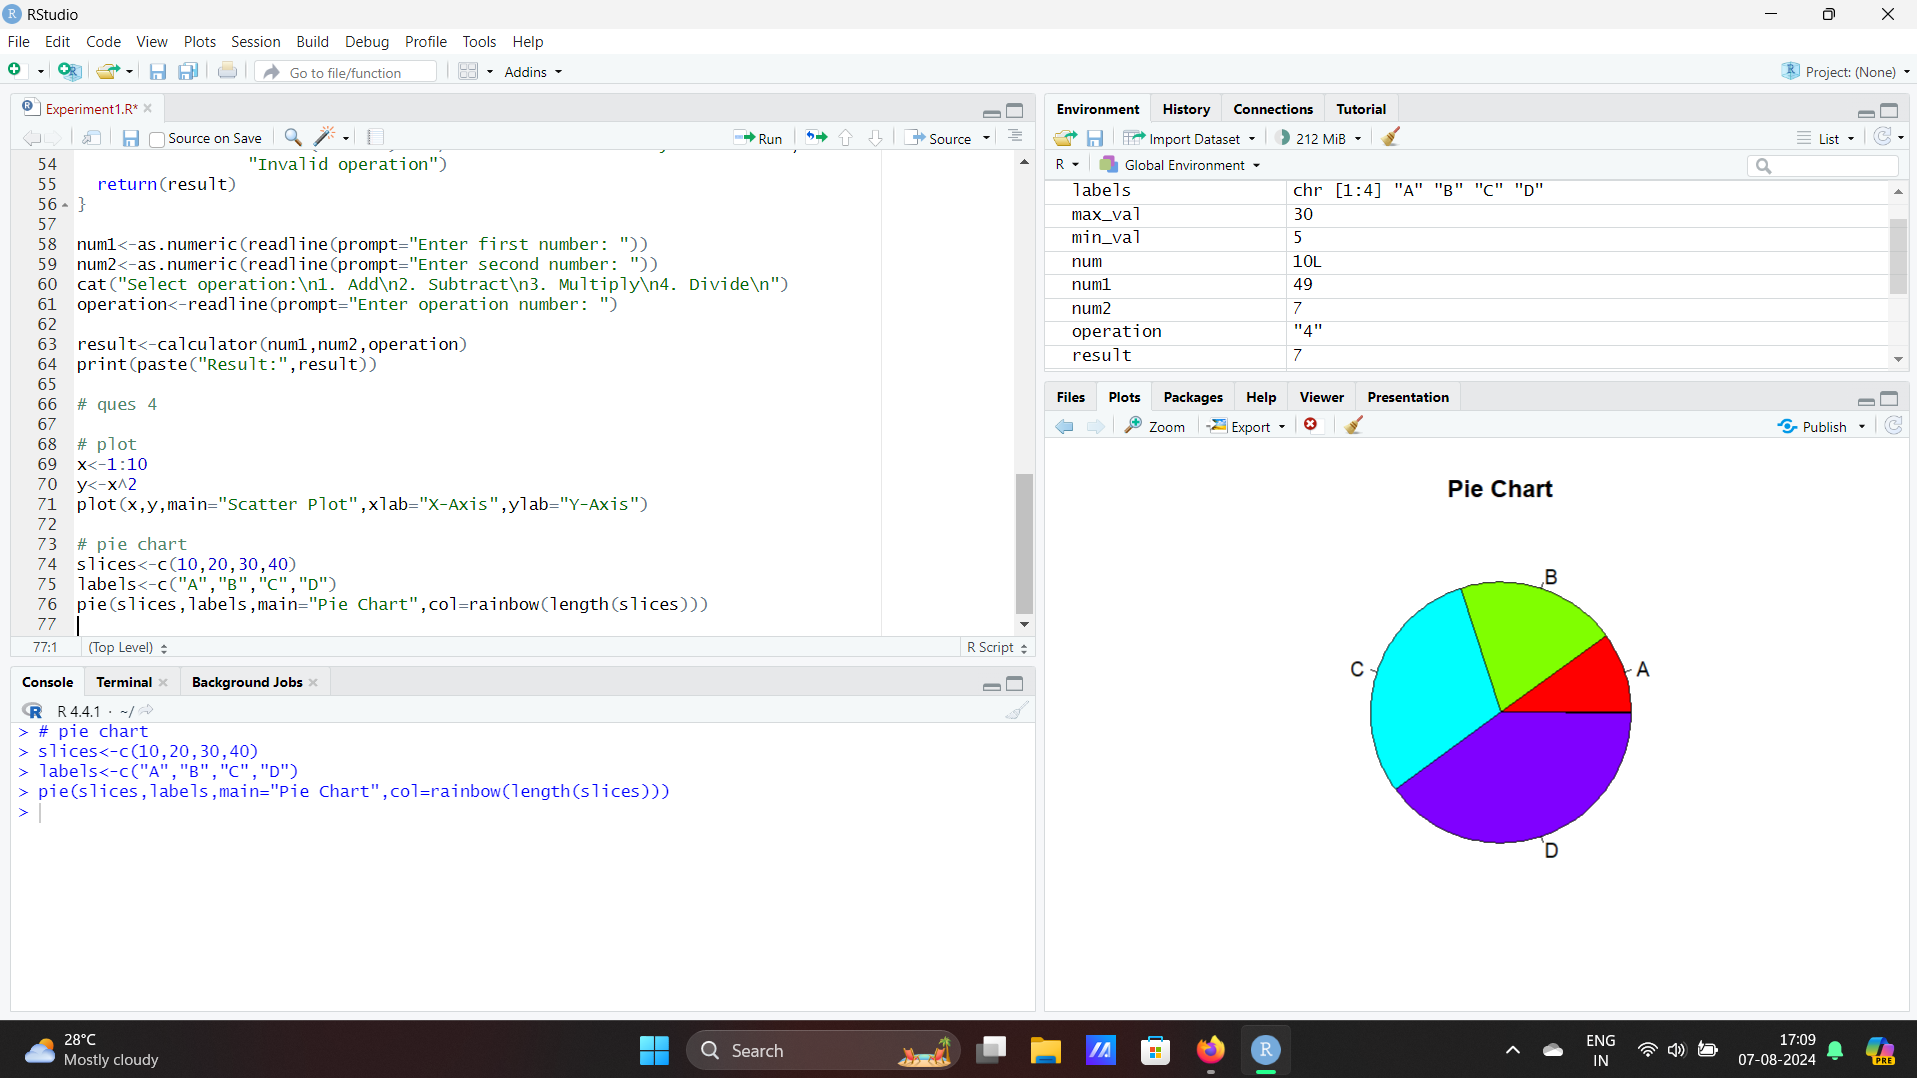 RStudio
File Edit Code View Plots Session Build Debug Profile Tools Help
Go to file/function
Addins
Project: (None)
Experiment1.R*
Source on Save
Run
Source
54 "Invalid operation")
55 return(result)
56 }
57
58 num1<-as.numeric(readline(prompt="Enter first number: "))
59 num2<-as.numeric(readline(prompt="Enter second number: "))
60 cat("Select operation:\n1. Add\n2. Subtract\n3. Multiply\n4. Divide\n")
61 operation<-readline(prompt="Enter operation number: ")
62
63 result<-calculator(num1,num2,operation)
64 print(paste("Result:",result))
65
66 # ques 4
67
68 # plot
69 x<-1:10
70 y<-x^2
71 plot(x,y,main="Scatter Plot",xlab="X-Axis",ylab="Y-Axis")
72
73 # pie chart
74 slices<-c(10,20,30,40)
75 labels<-c("A","B","C","D")
76 pie(slices,labels,main="Pie Chart",col=rainbow(length(slices)))
77
77:1 (Top Level) R Script
Console Terminal Background Jobs
R 4.4.1 · ~/
> # pie chart
> slices<-c(10,20,30,40)
> labels<-c("A","B","C","D")
> pie(slices,labels,main="Pie Chart",col=rainbow(length(slices)))
>
Environment History Connections Tutorial
Import Dataset 212 MiB List
R Global Environment
labels chr [1:4] "A" "B" "C" "D"
max_val 30
min_val 5
num 10L
num1 49
num2 7
operation "4"
result 7
Files Plots Packages Help Viewer Presentation
Zoom Export Publish
Pie Chart
B
C
A
D
28°C
Mostly cloudy
Search
ENG
IN
17:09
07-08-2024
PRE